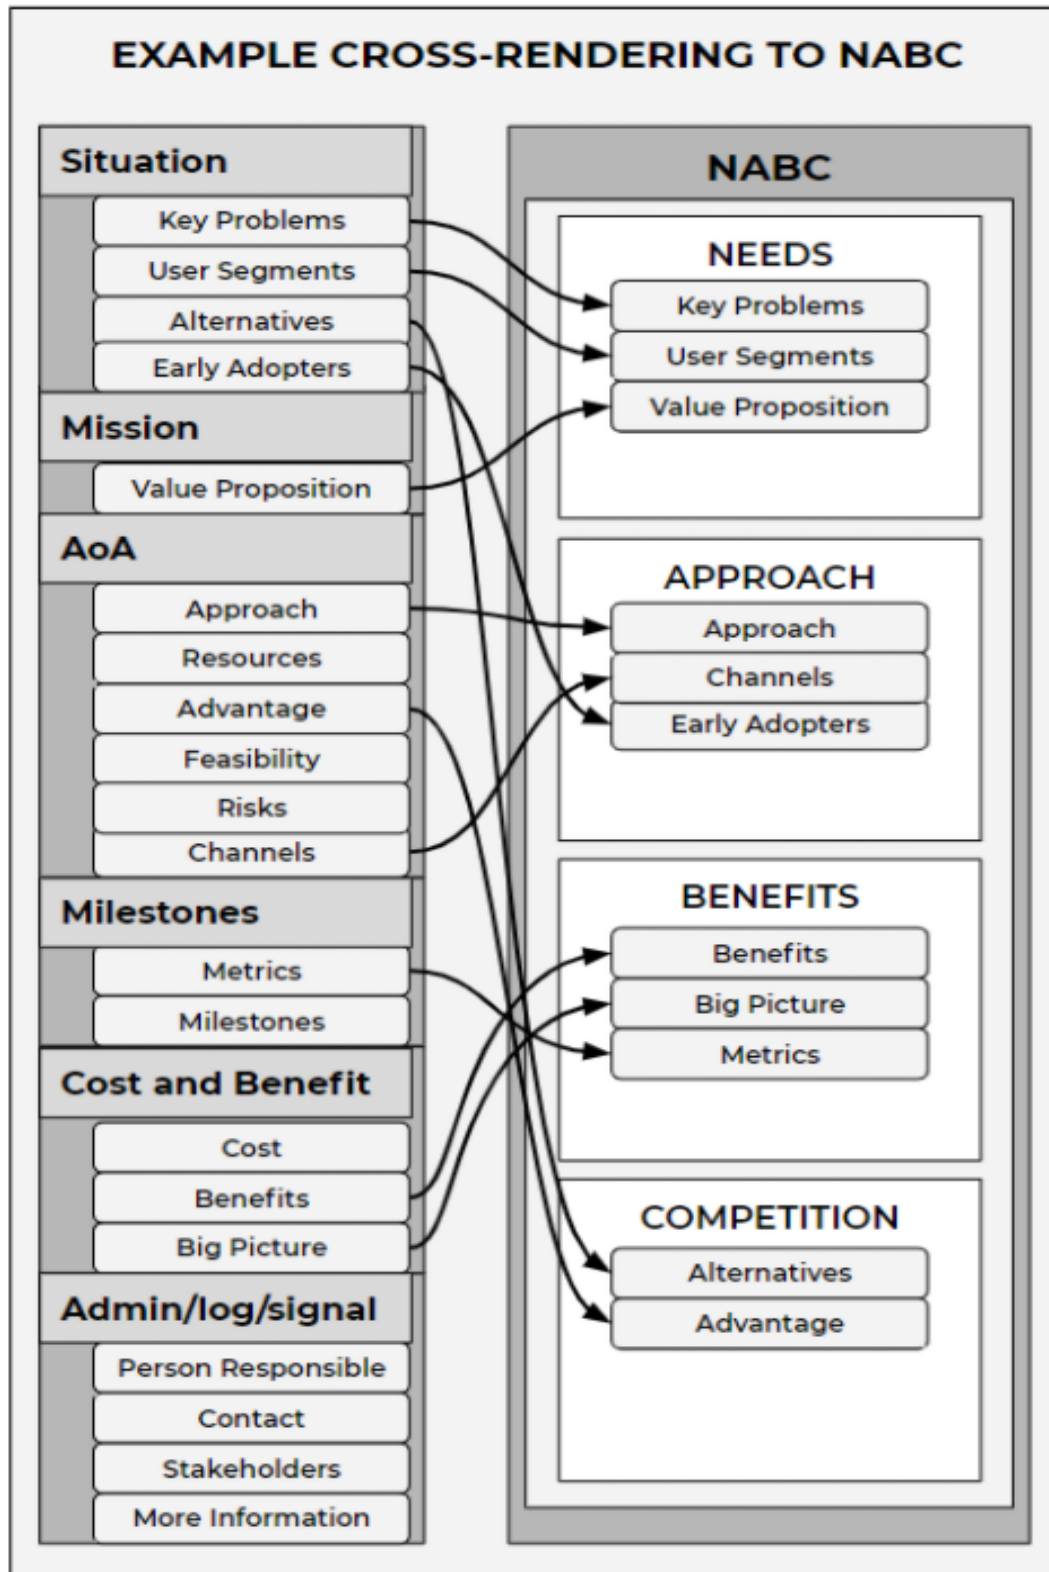 EXAMPLE CROSS-RENDERING TO NABC
Situation
Key Problems
User Segments
Alternatives
Early Adopters
Mission
Value Proposition
AoA
Approach
Resources
Advantage
Feasibility
Risks
Channels
Milestones
Metrics
Milestones
Cost and Benefit
Cost
Benefits
Big Picture
Admin/log/signal
Person Responsible
Contact
Stakeholders
More Information
NABC
NEEDS
Key Problems
User Segments
Value Proposition
APPROACH
Approach
Channels
Early Adopters
BENEFITS
Benefits
Big Picture
Metrics
COMPETITION
Alternatives
Advantage